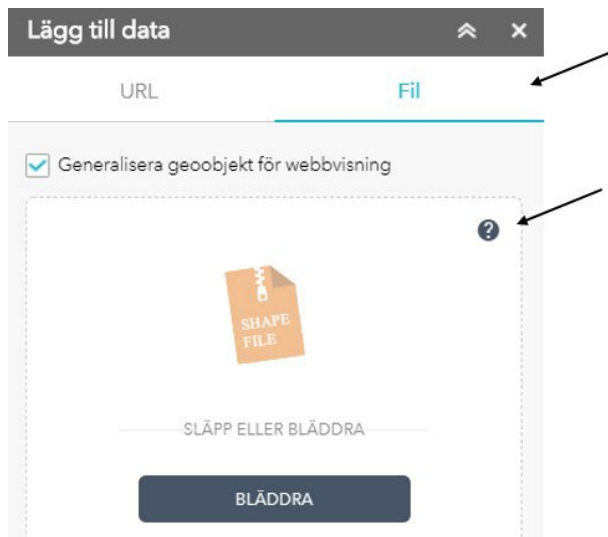 Lägg till data
URL Fil
Generalisera geoobjekt för webbvisning
?
SHAPE
FILE
SLÄPP ELLER BLÄDDRA
BLÄDDRA